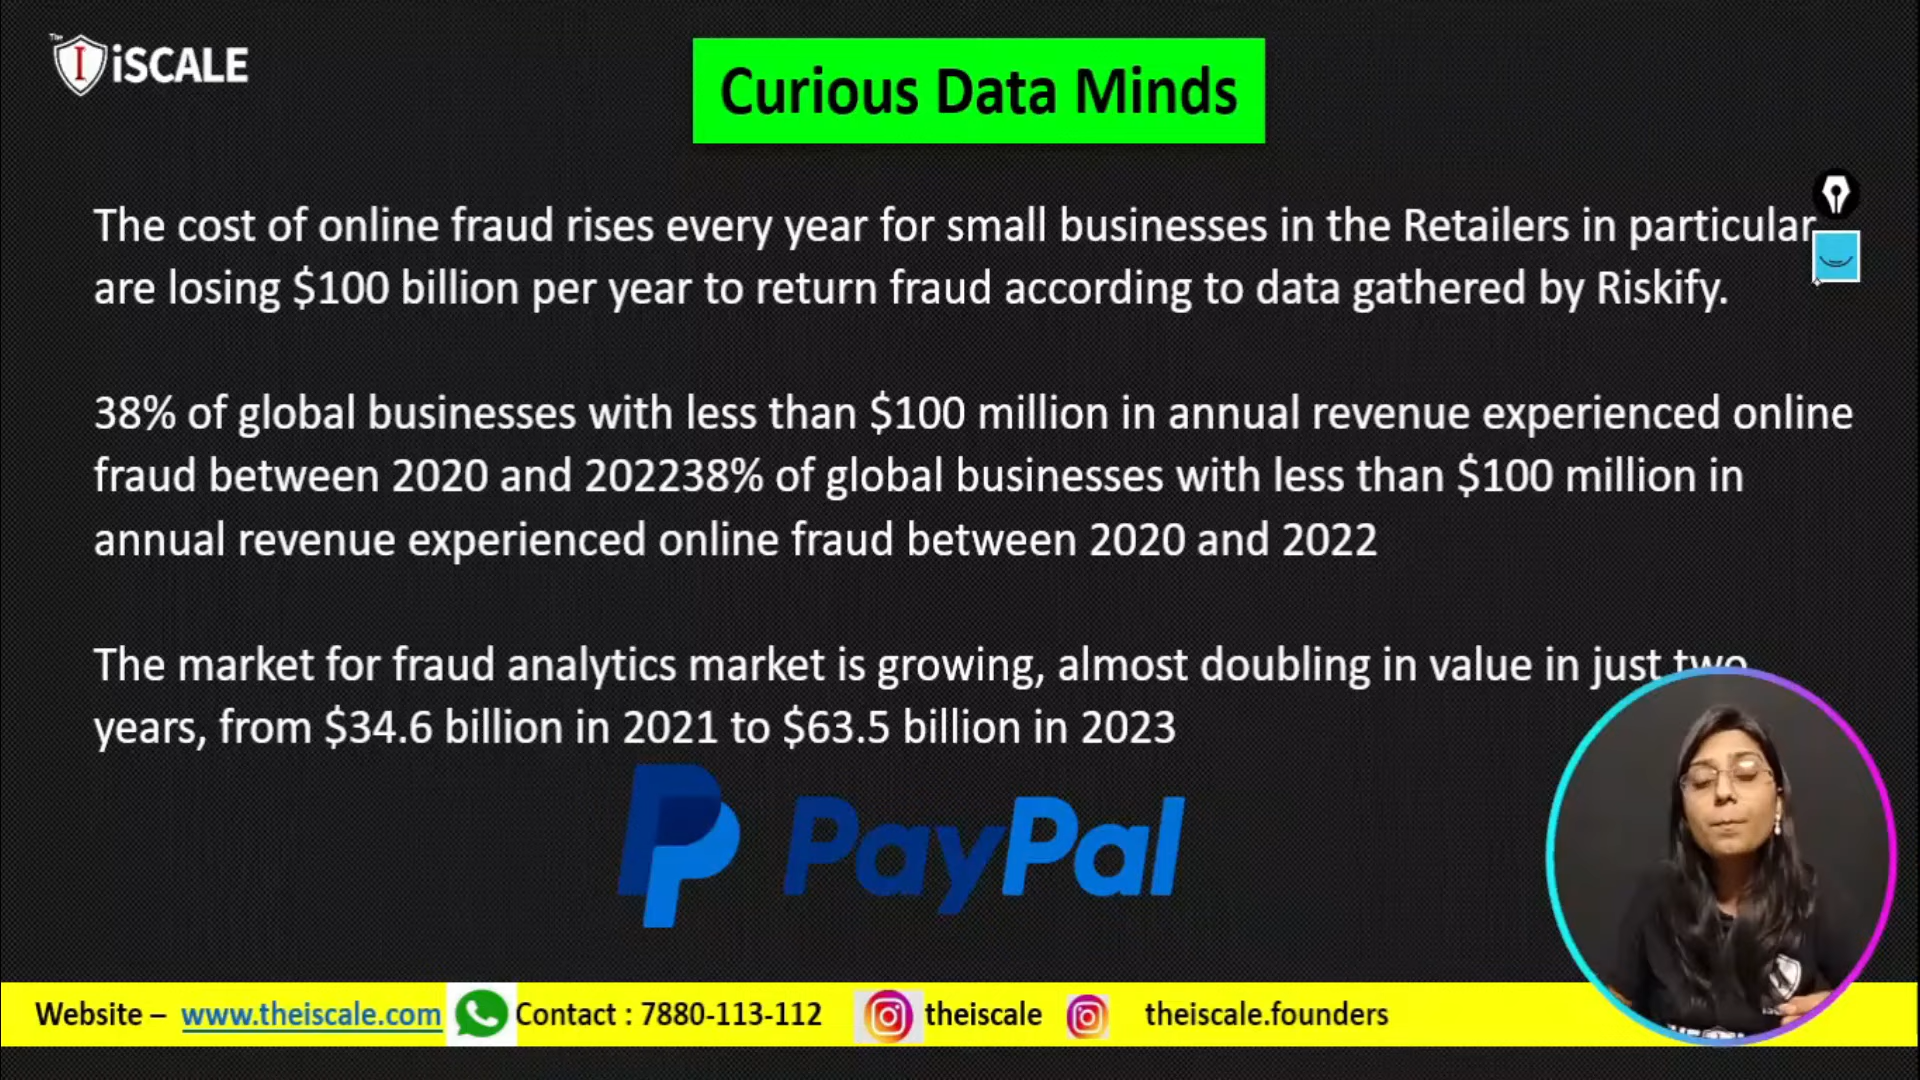 The
iSCALE
Curious Data Minds
The cost of online fraud rises every year for small businesses in the Retailers in particular
are losing $100 billion per year to return fraud according to data gathered by Riskify.
38% of global businesses with less than $100 million in annual revenue experienced online
fraud between 2020 and 202238% of global businesses with less than $100 million in
annual revenue experienced online fraud between 2020 and 2022
The market for fraud analytics market is growing, almost doubling in value in just two
years, from $34.6 billion in 2021 to $63.5 billion in 2023
PayPal
Website – www.theiscale.com Contact : 7880-113-112 theiscale theiscale.founders